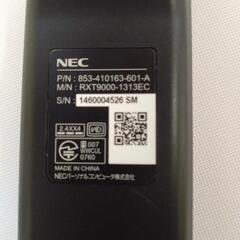 NEC
P/N : 853-410163-601-A
M/N : RXT9000-1313EC
S/N : 1460004526 SM
2.4XX4
R 007
WWCUL
0760
MADE IN CHINA
NECパーソナルコンピュータ株式会社